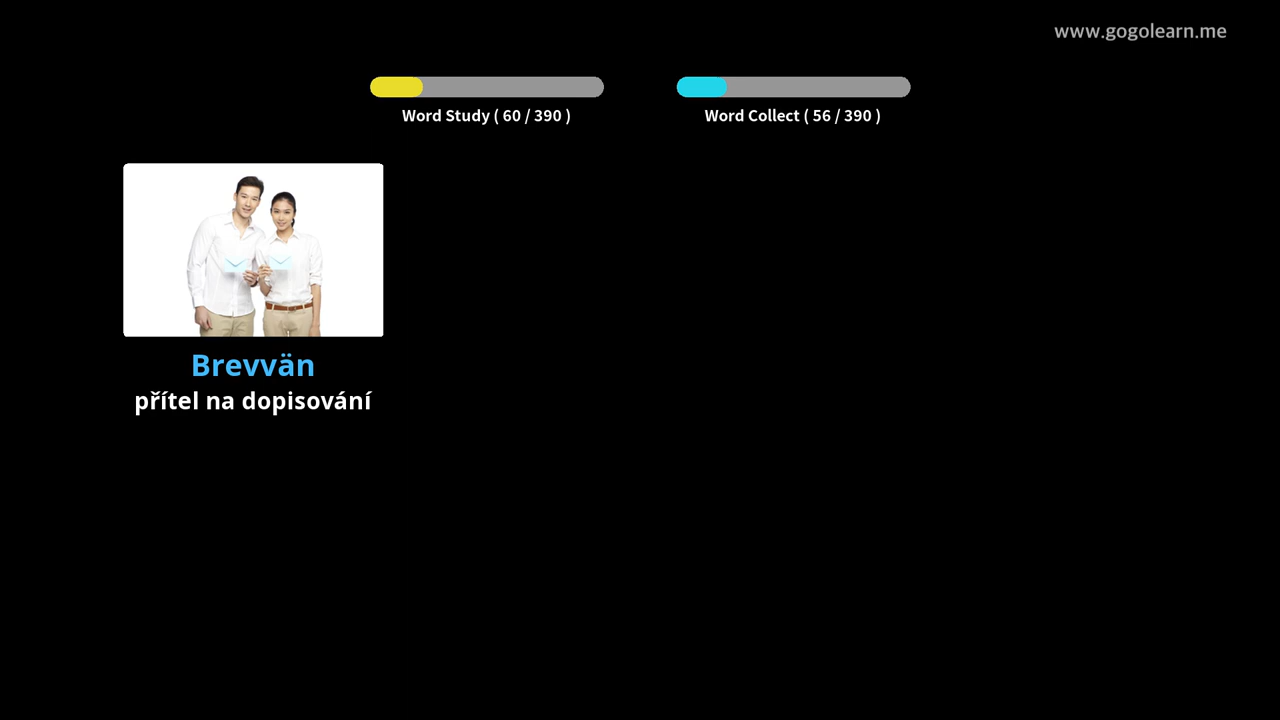 www.gogolearn.me
Word Study ( 60 / 390 )
Word Collect ( 56 / 390 )
Brevvän
přítel na dopisování